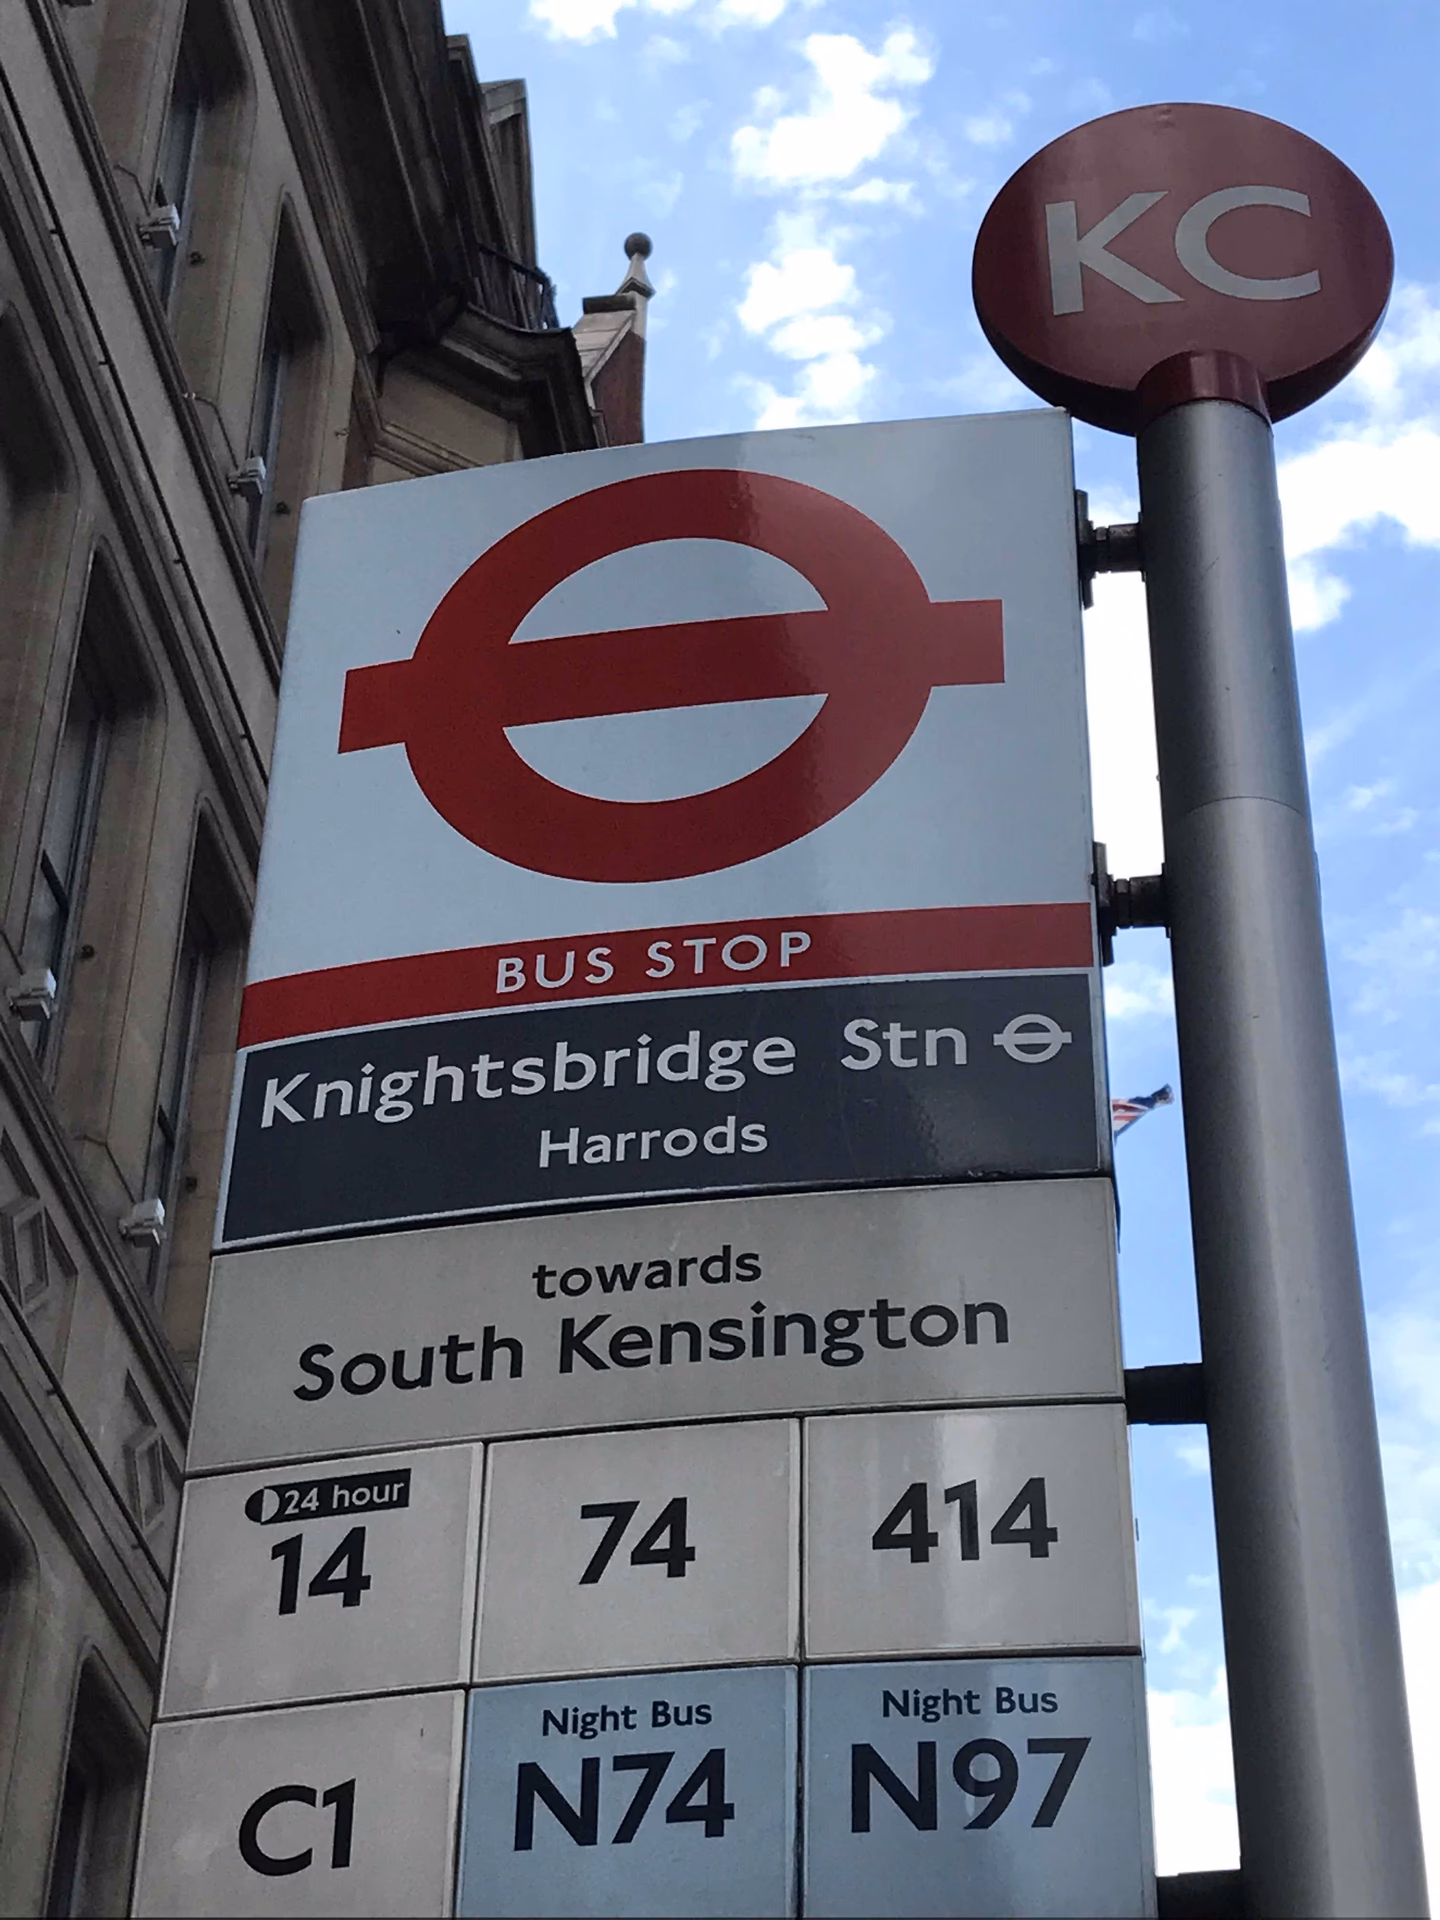 KC
BUS STOP
Knightsbridge Stn
Harrods
towards
South Kensington
24 hour
14
74
414
C1
Night Bus
N74
Night Bus
N97